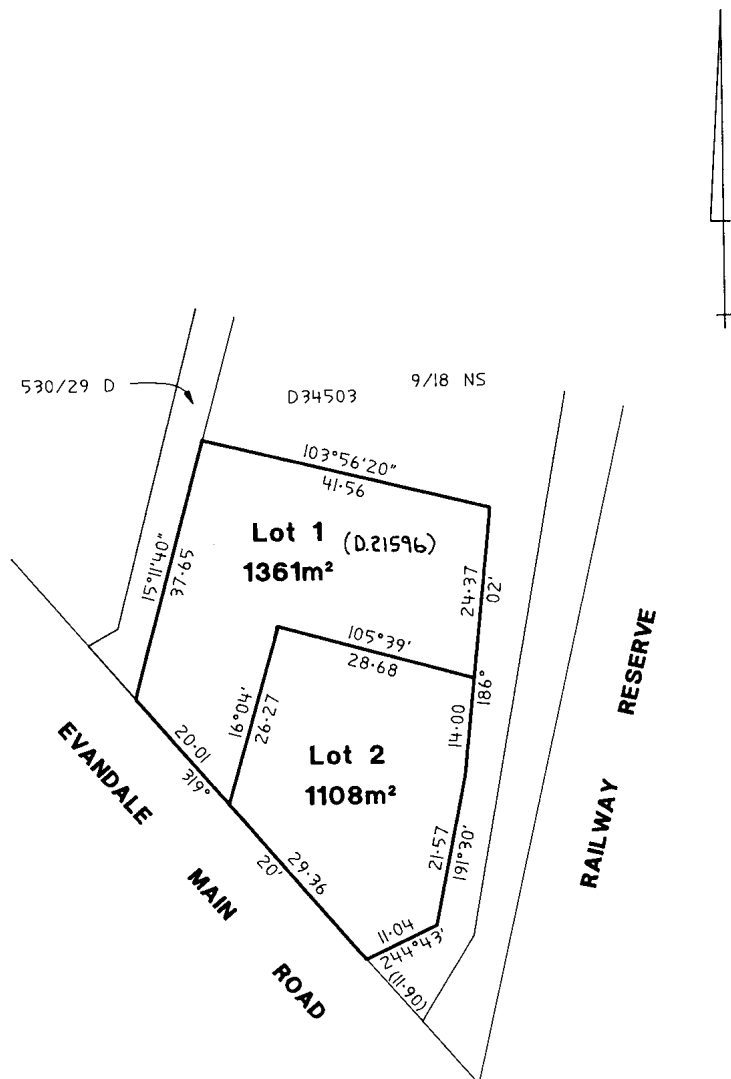 530/29 D
D34503
9/18 NS
103°56'20"
41·56
Lot 1 (D.21596)
1361m²
15°11'40"
37·65
24·37
02'
186°
105°39'
28·68
16°04'
26·27
14·00
Lot 2
1108m²
20·01
319°
29·36
20'
21·57
191°30'
11·04
244°43'
(11·90)
EVANDALE
MAIN
ROAD
RAILWAY
RESERVE